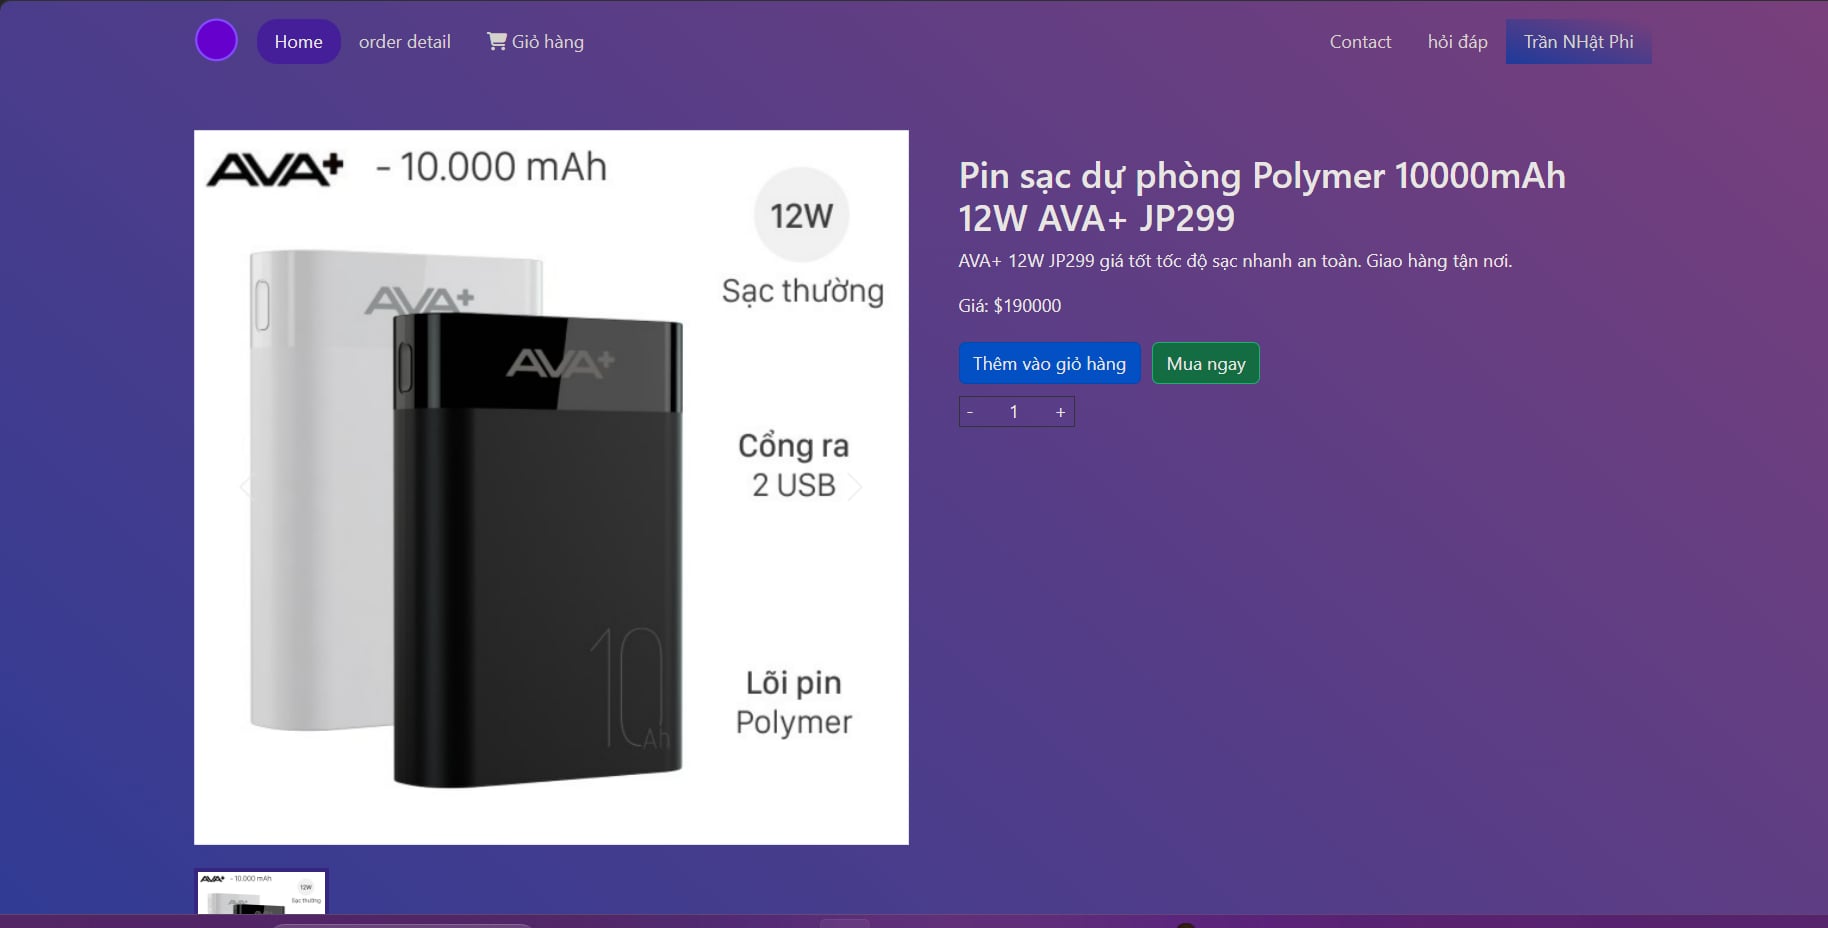 Home order detail Giỏ hàng Contact hỏi đáp Trần NHật Phi
AVA+ - 10.000 mAh
12W
Sạc thường
AVA+
AVA+
Cổng ra
2 USB
10
Ah
Lõi pin
Polymer
Pin sạc dự phòng Polymer 10000mAh
12W AVA+ JP299
AVA+ 12W JP299 giá tốt tốc độ sạc nhanh an toàn. Giao hàng tận nơi.
Giá: $190000
Thêm vào giỏ hàng Mua ngay
- 1 +
AVA+ - 10.000 mAh
12W
Sạc thường